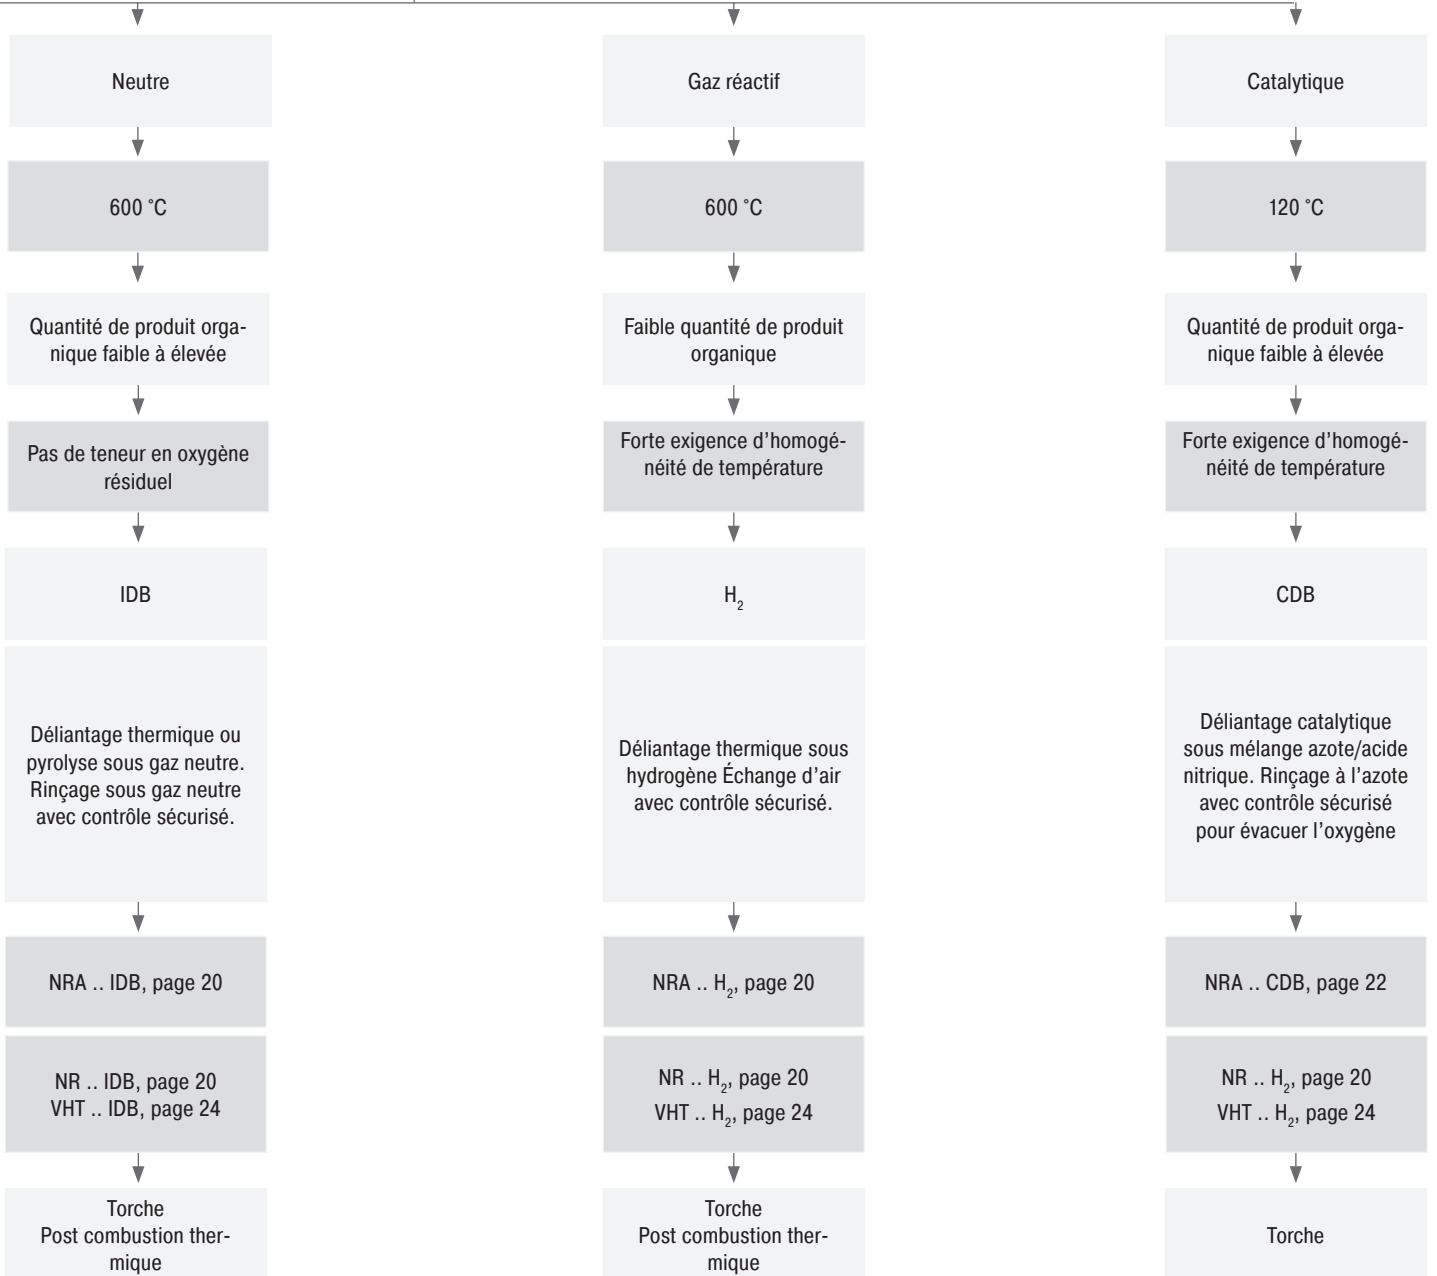 Neutre
600 °C
Quantité de produit orga-
nique faible à élevée
Pas de teneur en oxygène
résiduel
IDB
Déliantage thermique ou
pyrolyse sous gaz neutre.
Rinçage sous gaz neutre
avec contrôle sécurisé.
NRA .. IDB, page 20
NR .. IDB, page 20
VHT .. IDB, page 24
Torche
Post combustion ther-
mique
Gaz réactif
600 °C
Faible quantité de produit
organique
Forte exigence d’homogé-
néité de température
H₂
Déliantage thermique sous
hydrogène Échange d’air
avec contrôle sécurisé.
NRA .. H₂, page 20
NR .. H₂, page 20
VHT .. H₂, page 24
Torche
Post combustion ther-
mique
Catalytique
120 °C
Quantité de produit orga-
nique faible à élevée
Forte exigence d’homogé-
néité de température
CDB
Déliantage catalytique
sous mélange azote/acide
nitrique. Rinçage à l’azote
avec contrôle sécurisé
pour évacuer l’oxygène
NRA .. CDB, page 22
NR .. H₂, page 20
VHT .. H₂, page 24
Torche